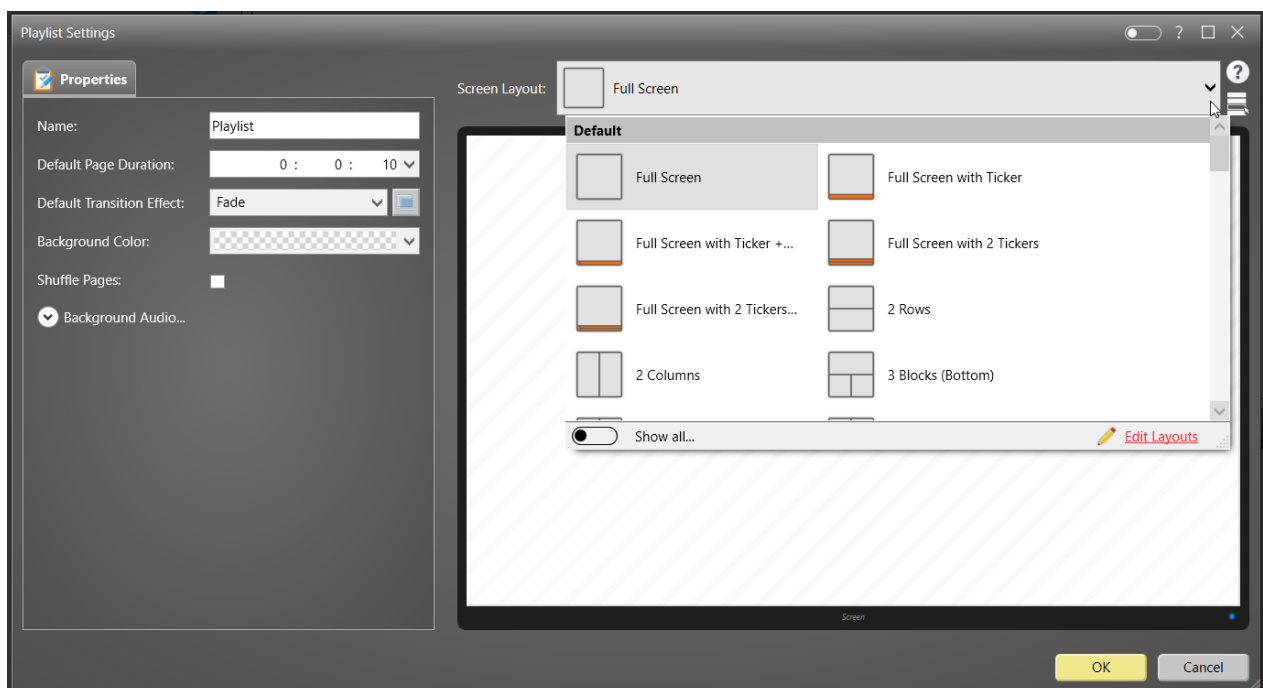 Playlist Settings
?
Properties
Name:
Playlist
Default Page Duration:
0 : 0 : 10
Default Transition Effect:
Fade
Background Color:
Shuffle Pages:
Background Audio...
Screen Layout:
Full Screen
?
Default
Full Screen
Full Screen with Ticker
Full Screen with Ticker +...
Full Screen with 2 Tickers
Full Screen with 2 Tickers...
2 Rows
2 Columns
3 Blocks (Bottom)
Show all...
Edit Layouts
Screen
OK
Cancel